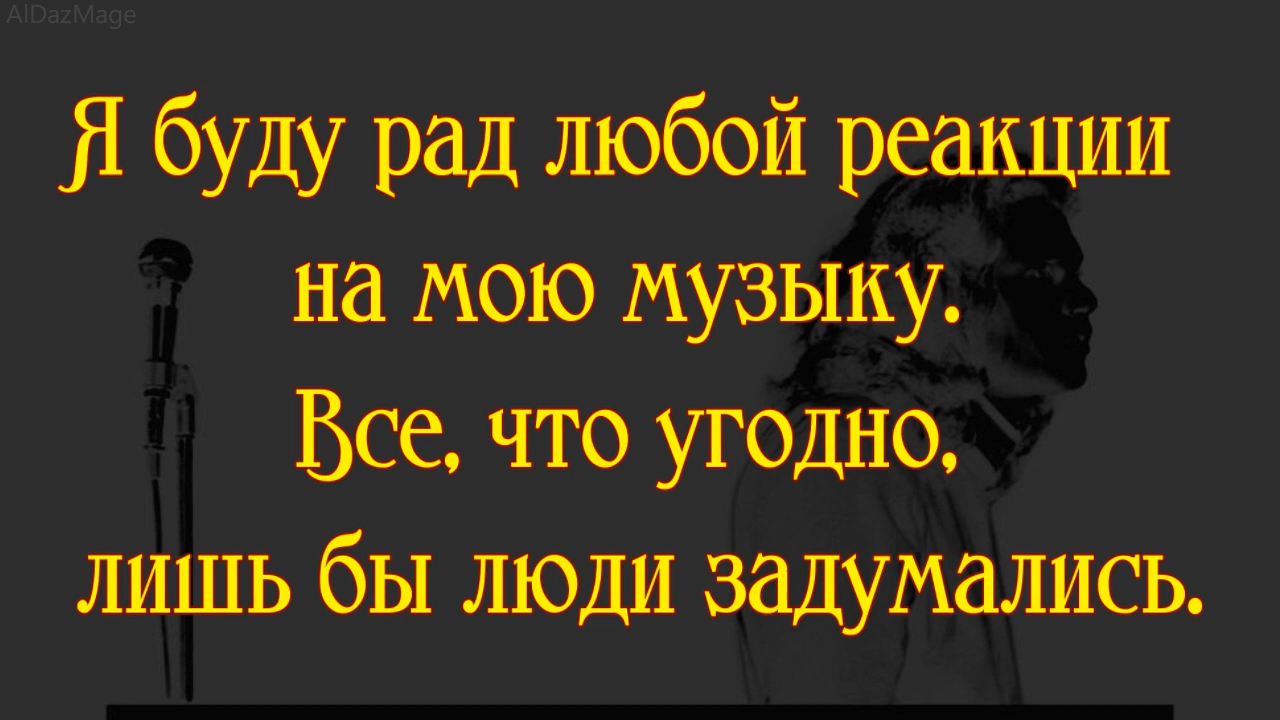 AlDazMage
Я буду рад любой реакции
на мою музыку.
Все, что угодно,
лишь бы люди задумались.